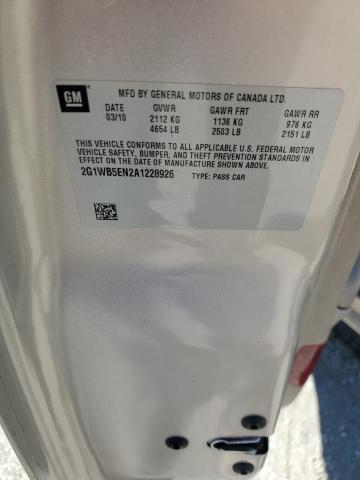 GM
MFD BY GENERAL MOTORS OF CANADA LTD.
DATE GVWR GAWR FRT GAWR RR
03/10 2112 KG 1136 KG 976 KG
4654 LB 2503 LB 2151 LB
THIS VEHICLE CONFORMS TO ALL APPLICABLE U.S. FEDERAL MOTOR
VEHICLE SAFETY, BUMPER, AND THEFT PREVENTION STANDARDS IN
EFFECT ON THE DATE OF MANUFACTURE SHOWN ABOVE.
2G1WB5EN2A1228926 TYPE: PASS CAR